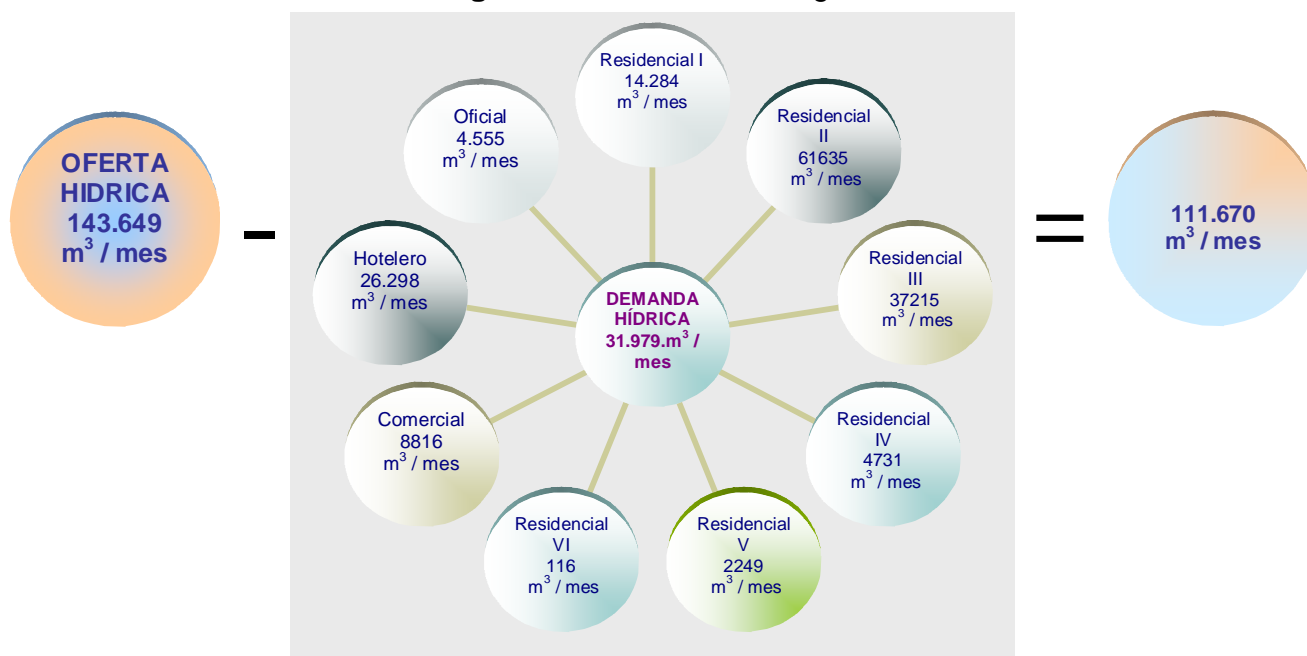 OFERTA
HIDRICA
143.649
m³ / mes
-
Residencial I
14.284
m³ / mes
Residencial
II
61635
m³ / mes
Residencial
III
37215
m³ / mes
Residencial
IV
4731
m³ / mes
Residencial
V
2249
m³ / mes
Residencial
VI
116
m³ / mes
Comercial
8816
m³ / mes
Hotelero
26.298
m³ / mes
Oficial
4.555
m³ / mes
DEMANDA
HÍDRICA
31.979.m³ /
mes
=
111.670
m³ / mes